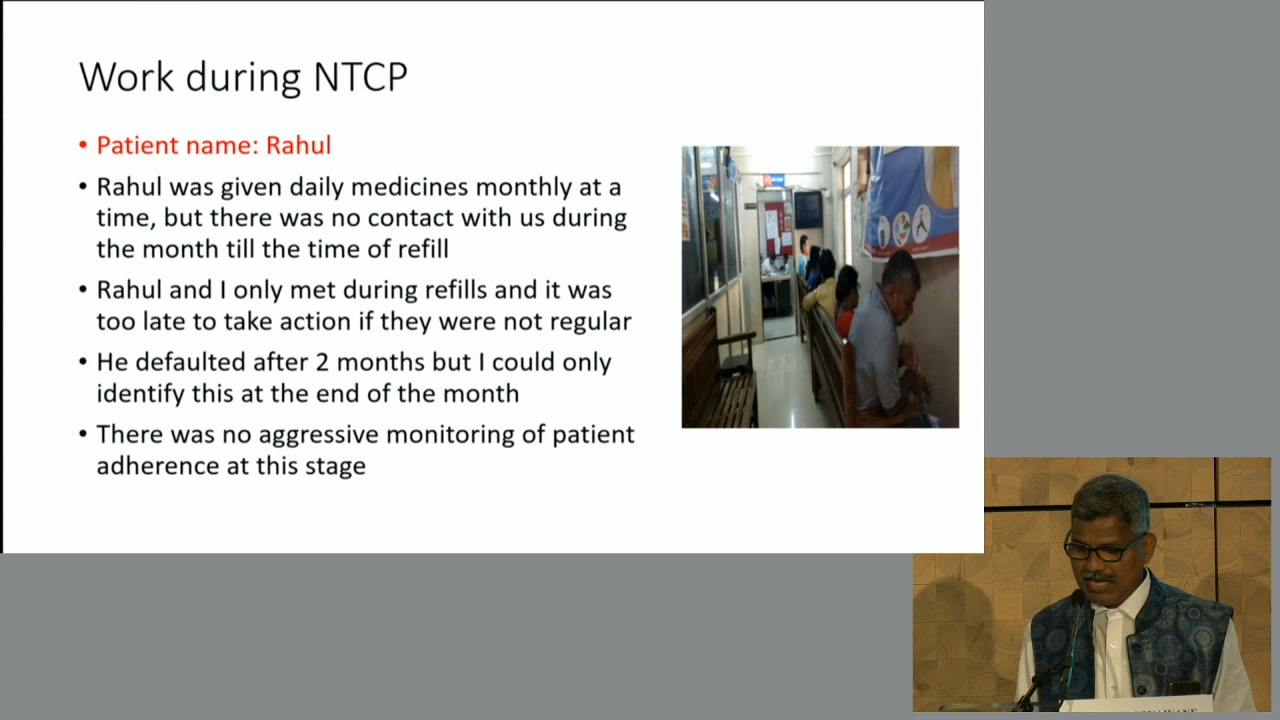 Work during NTCP
• Patient name: Rahul
• Rahul was given daily medicines monthly at a
time, but there was no contact with us during
the month till the time of refill
• Rahul and I only met during refills and it was
too late to take action if they were not regular
• He defaulted after 2 months but I could only
identify this at the end of the month
• There was no aggressive monitoring of patient
adherence at this stage